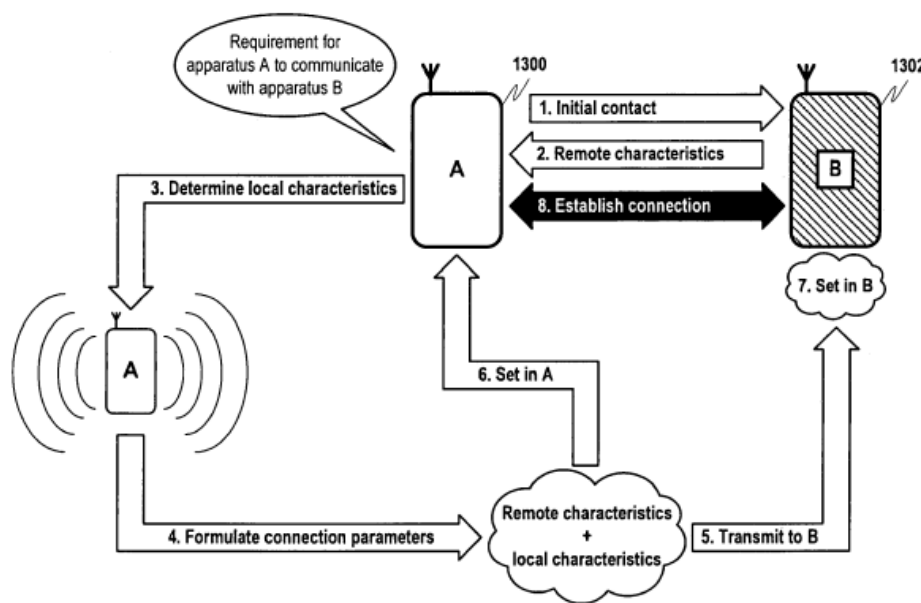 Requirement for
apparatus A to communicate
with apparatus B
1300
1302
1. Initial contact
2. Remote characteristics
A
B
3. Determine local characteristics
8. Establish connection
7. Set in B
A
6. Set in A
Remote characteristics
+
local characteristics
4. Formulate connection parameters
5. Transmit to B